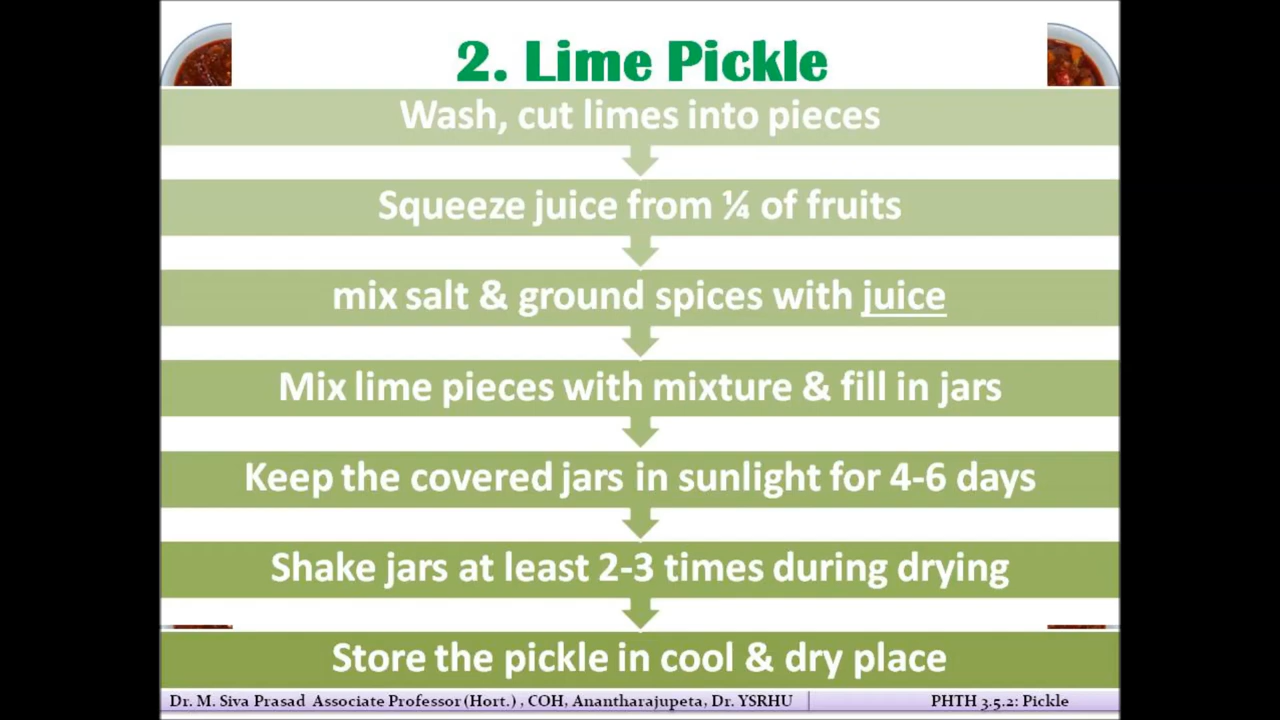 2. Lime Pickle
Wash, cut limes into pieces
Squeeze juice from ¼ of fruits
mix salt & ground spices with juice
Mix lime pieces with mixture & fill in jars
Keep the covered jars in sunlight for 4-6 days
Shake jars at least 2-3 times during drying
Store the pickle in cool & dry place
Dr. M. Siva Prasad Associate Professor (Hort.) , COH, Anantharajupeta, Dr. YSRHU
PHTH 3.5.2: Pickle